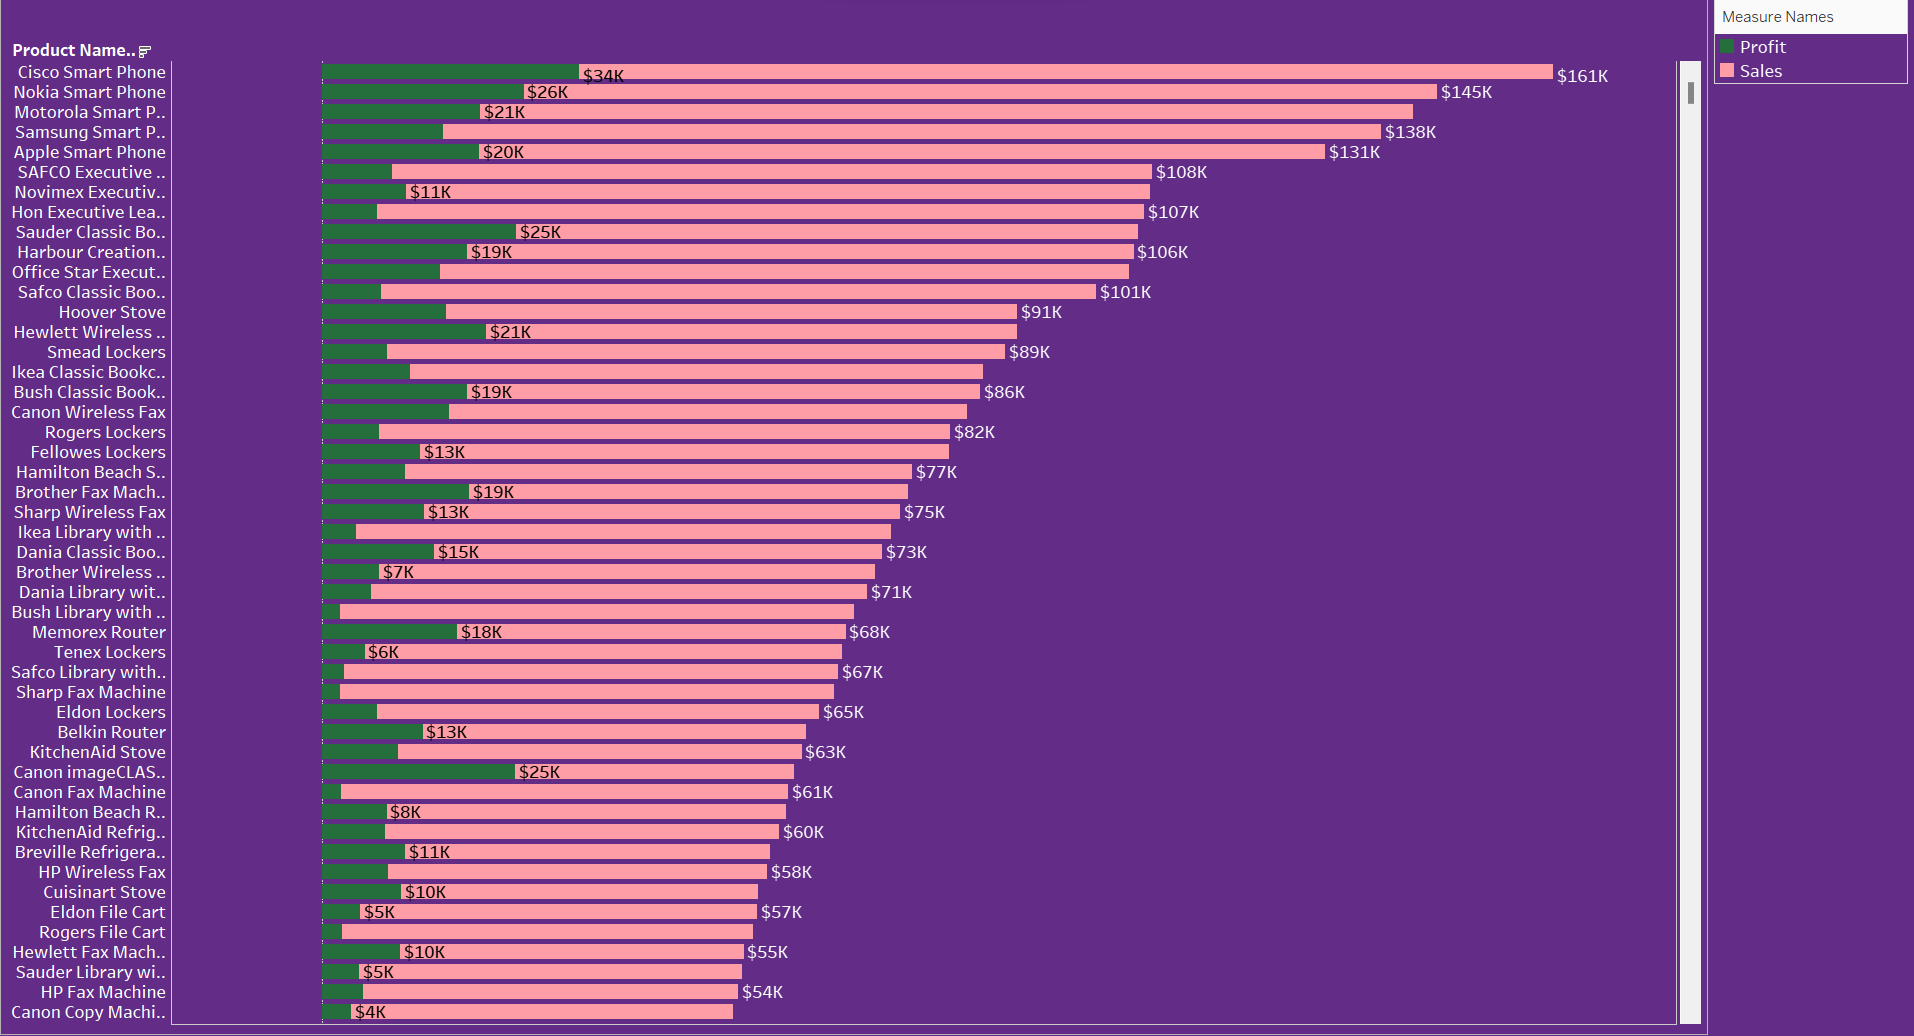 Measure Names
Profit
Sales
Product Name..
Cisco Smart Phone $34K $161K
Nokia Smart Phone $26K $145K
Motorola Smart P.. $21K
Samsung Smart P.. $138K
Apple Smart Phone $20K $131K
SAFCO Executive .. $108K
Novimex Executiv.. $11K
Hon Executive Lea.. $107K
Sauder Classic Bo.. $25K
Harbour Creation.. $19K $106K
Office Star Execut..
Safco Classic Boo.. $101K
Hoover Stove $91K
Hewlett Wireless .. $21K
Smead Lockers $89K
Ikea Classic Bookc..
Bush Classic Book.. $19K $86K
Canon Wireless Fax
Rogers Lockers $82K
Fellowes Lockers $13K
Hamilton Beach S.. $77K
Brother Fax Mach.. $19K
Sharp Wireless Fax $13K $75K
Ikea Library with ..
Dania Classic Boo.. $15K $73K
Brother Wireless .. $7K
Dania Library wit.. $71K
Bush Library with ..
Memorex Router $18K $68K
Tenex Lockers $6K
Safco Library with.. $67K
Sharp Fax Machine
Eldon Lockers $65K
Belkin Router $13K
KitchenAid Stove $63K
Canon imageCLAS.. $25K
Canon Fax Machine $61K
Hamilton Beach R.. $8K
KitchenAid Refrig.. $60K
Breville Refrigera.. $11K
HP Wireless Fax $58K
Cuisinart Stove $10K
Eldon File Cart $5K $57K
Rogers File Cart
Hewlett Fax Mach.. $10K $55K
Sauder Library wi.. $5K
HP Fax Machine $54K
Canon Copy Machi.. $4K